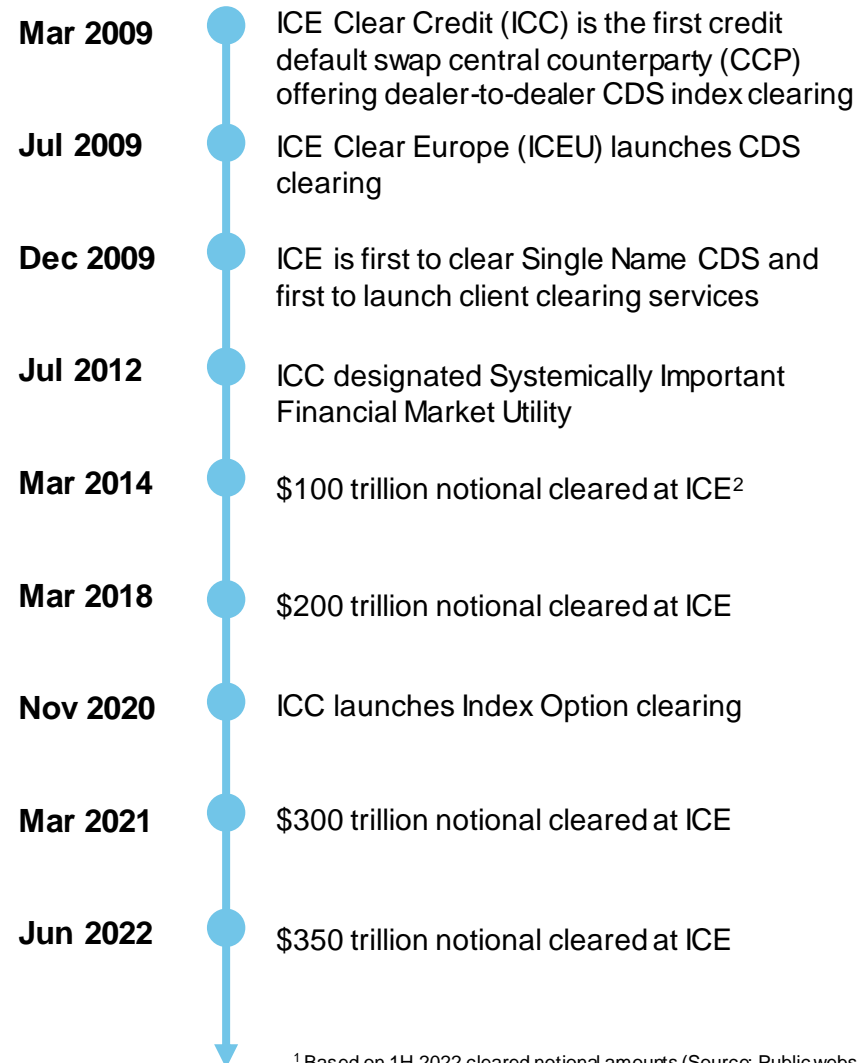 Mar 2009
ICE Clear Credit (ICC) is the first credit
default swap central counterparty (CCP)
offering dealer-to-dealer CDS index clearing
Jul 2009
ICE Clear Europe (ICEU) launches CDS
clearing
Dec 2009
ICE is first to clear Single Name CDS and
first to launch client clearing services
Jul 2012
ICC designated Systemically Important
Financial Market Utility
Mar 2014
$100 trillion notional cleared at ICE²
Mar 2018
$200 trillion notional cleared at ICE
Nov 2020
ICC launches Index Option clearing
Mar 2021
$300 trillion notional cleared at ICE
Jun 2022
$350 trillion notional cleared at ICE
¹ Based on 1H 2022 cleared notional amounts (Source: Public webs